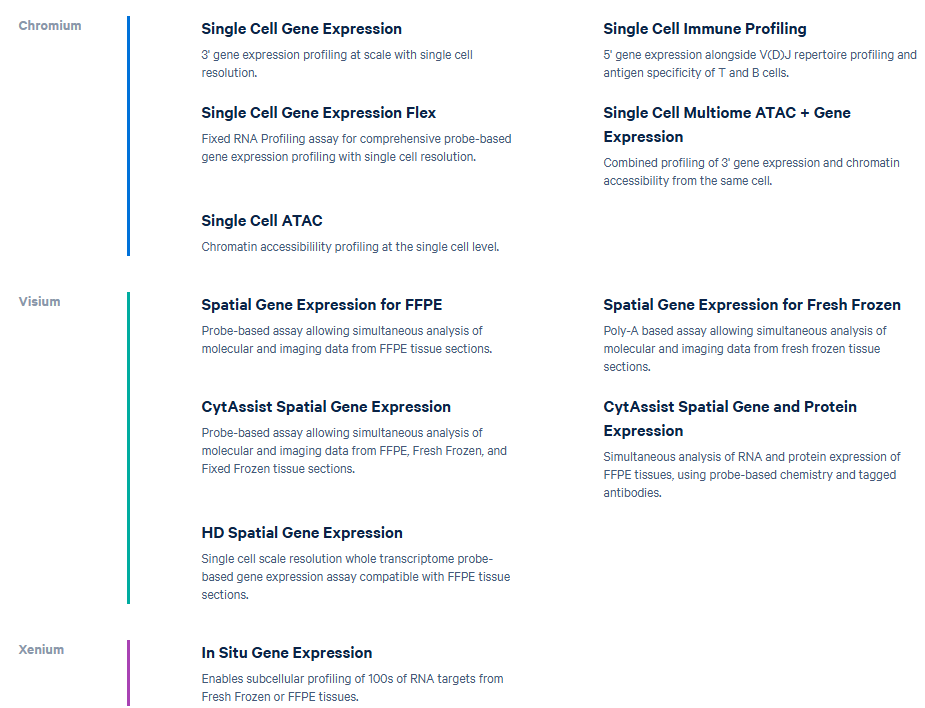 Chromium
Single Cell Gene Expression
3' gene expression profiling at scale with single cell
resolution.
Single Cell Immune Profiling
5' gene expression alongside V(D)J repertoire profiling and
antigen specificity of T and B cells.
Single Cell Gene Expression Flex
Fixed RNA Profiling assay for comprehensive probe-based
gene expression profiling with single cell resolution.
Single Cell Multiome ATAC + Gene
Expression
Combined profiling of 3' gene expression and chromatin
accessibility from the same cell.
Single Cell ATAC
Chromatin accessibilility profiling at the single cell level.
Visium
Spatial Gene Expression for FFPE
Probe-based assay allowing simultaneous analysis of
molecular and imaging data from FFPE tissue sections.
Spatial Gene Expression for Fresh Frozen
Poly-A based assay allowing simultaneous analysis of
molecular and imaging data from fresh frozen tissue
sections.
CytAssist Spatial Gene Expression
Probe-based assay allowing simultaneous analysis of
molecular and imaging data from FFPE, Fresh Frozen, and
Fixed Frozen tissue sections.
CytAssist Spatial Gene and Protein
Expression
Simultaneous analysis of RNA and protein expression of
FFPE tissues, using probe-based chemistry and tagged
antibodies.
HD Spatial Gene Expression
Single cell scale resolution whole transcriptome probe-
based gene expression assay compatible with FFPE tissue
sections.
Xenium
In Situ Gene Expression
Enables subcellular profiling of 100s of RNA targets from
Fresh Frozen or FFPE tissues.